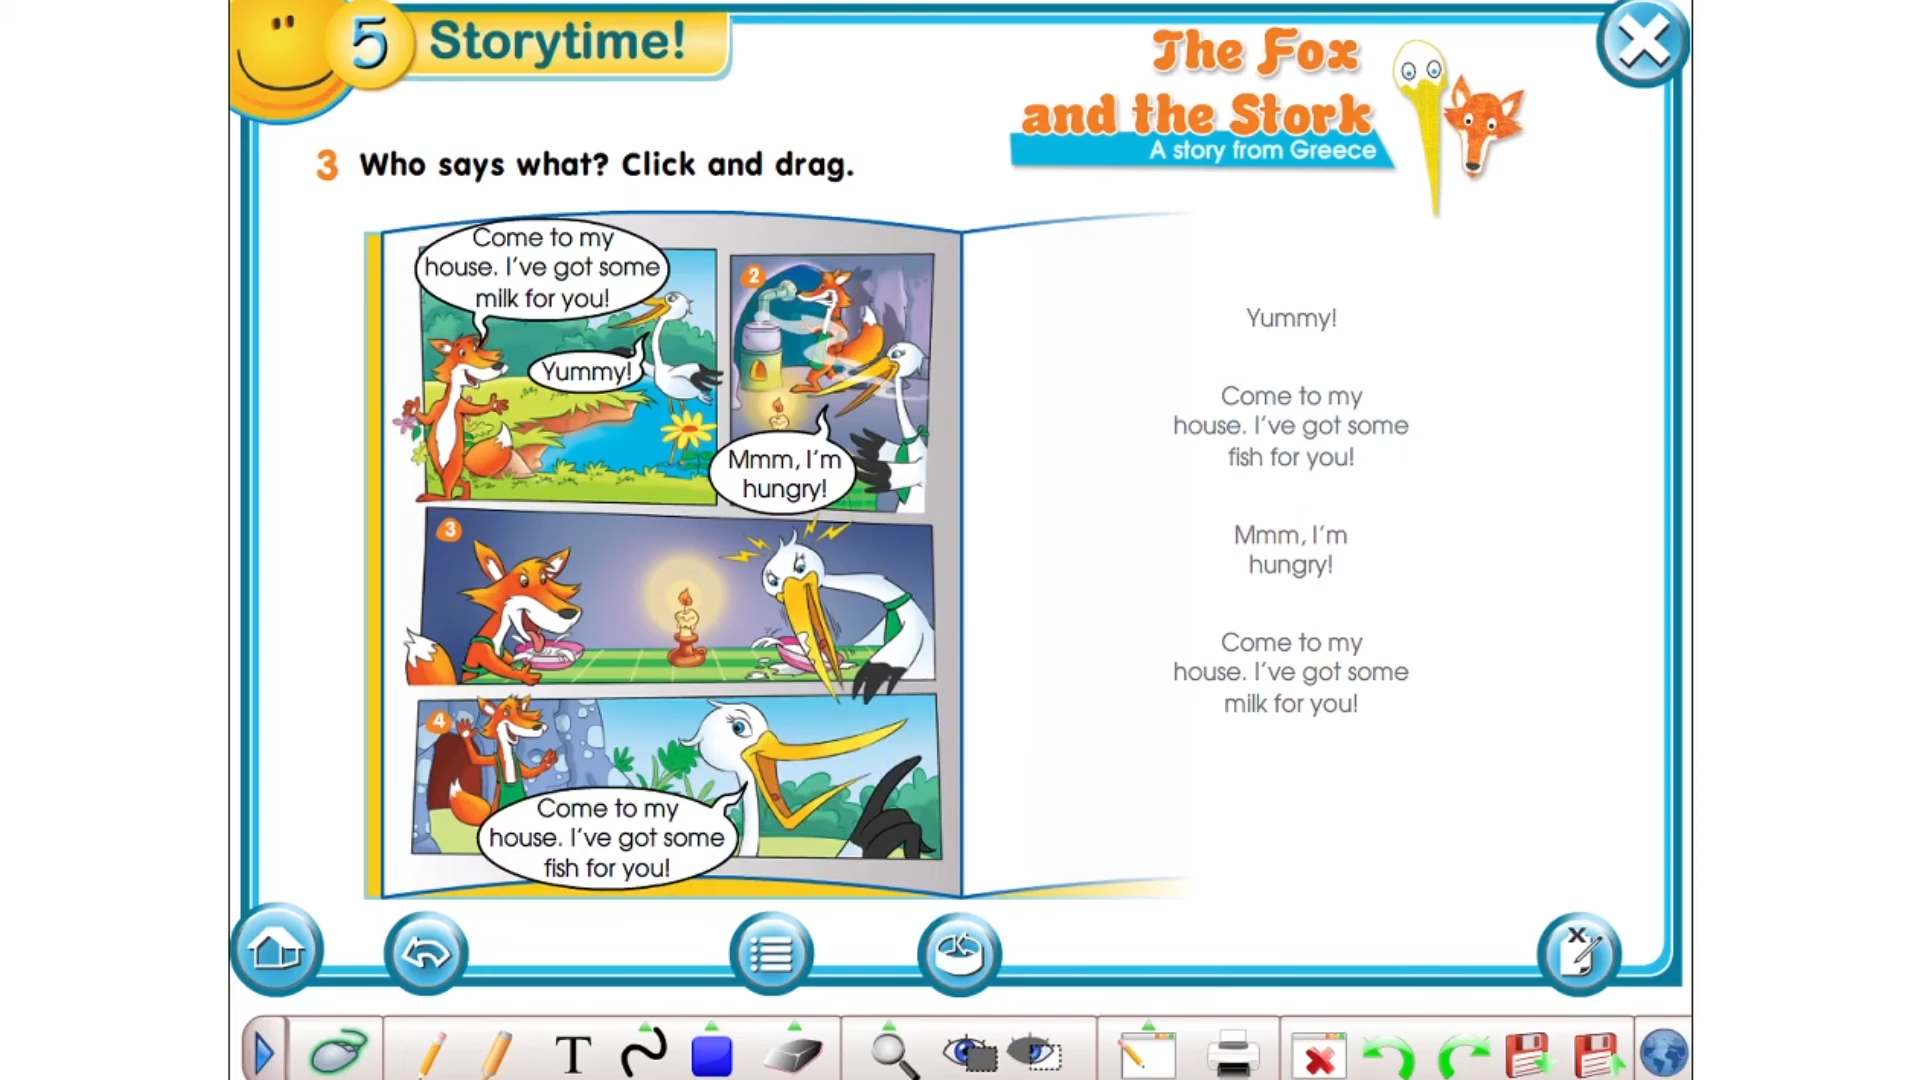 5 Storytime!
The Fox
and the Stork
A story from Greece
3 Who says what? Click and drag.
Come to my
house. I've got some
milk for you!
Yummy!
2
Mmm, I'm
hungry!
3
4
Come to my
house. I've got some
fish for you!
Yummy!
Come to my
house. I've got some
fish for you!
Mmm, I'm
hungry!
Come to my
house. I've got some
milk for you!
T